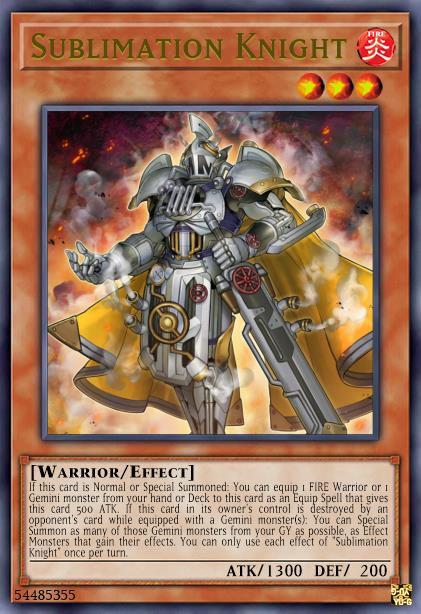 SUBLIMATION KNIGHT
FIRE
炎
[WARRIOR/EFFECT]
If this card is Normal or Special Summoned: You can equip 1 FIRE Warrior or 1
Gemini monster from your hand or Deck to this card as an Equip Spell that gives
this card 500 ATK. If this card in its owner's control is destroyed by an
opponent's card while equipped with a Gemini monster(s): You can Special
Summon as many of those Gemini monsters from your GY as possible, as Effect
Monsters that gain their effects. You can only use each effect of "Sublimation
Knight" once per turn.
ATK/1300 DEF/ 200
54485355